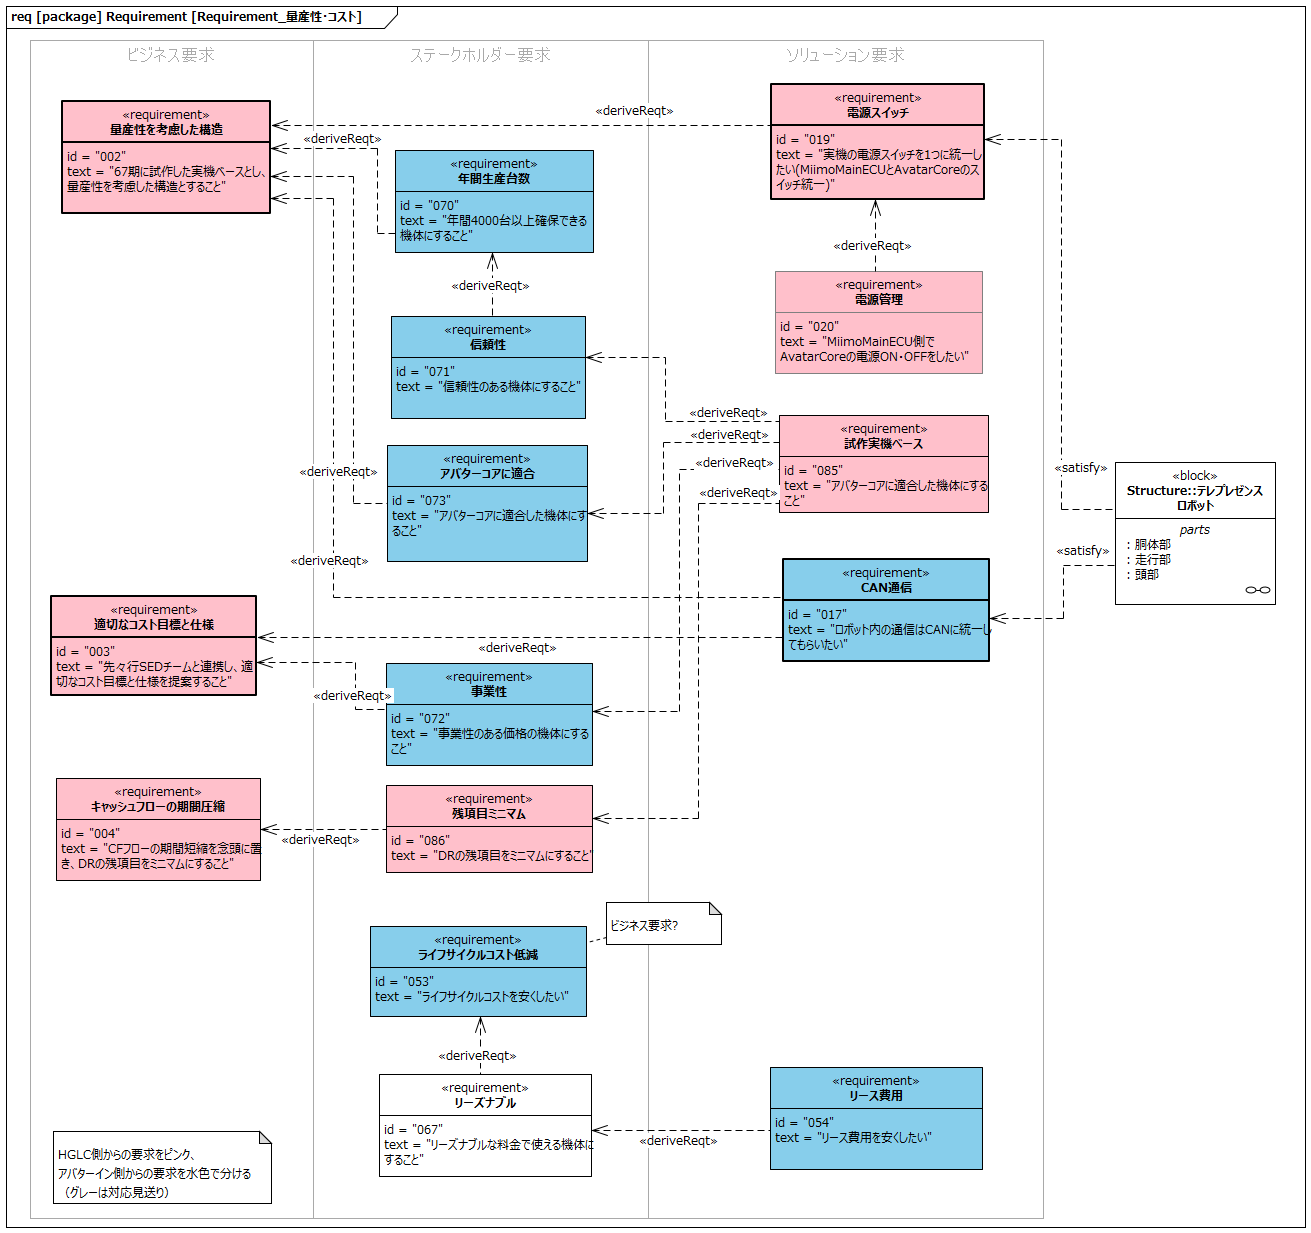 req [package] Requirement [Requirement_量産性・コスト]
ビジネス要求
ステークホルダー要求
ソリューション要求
«requirement»
量産性を考慮した構造
id = "002"
text = "67期に試作した実機ベースとし、
量産性を考慮した構造とすること"
«deriveReqt»
«deriveReqt»
«requirement»
電源スイッチ
id = "019"
text = "実機の電源スイッチを1つに統一し
たい(MiimoMainECUとAvatarCoreのス
イッチ統一)"
«requirement»
年間生産台数
id = "070"
text = "年間4000台以上確保できる
機体にすること"
«deriveReqt»
«deriveReqt»
«requirement»
電源管理
id = "020"
text = "MiimoMainECU側で
AvatarCoreの電源ON・OFFをしたい"
«requirement»
信頼性
id = "071"
text = "信頼性のある機体にすること"
«deriveReqt»
«deriveReqt»
«deriveReqt»
«deriveReqt»
«requirement»
試作実機ベース
id = "085"
text = "アバターコアに適合した機体にする
こと"
«requirement»
アバターコアに適合
id = "073"
text = "アバターコアに適合した機体にす
ること"
«deriveReqt»
«deriveReqt»
«satisfy»
«satisfy»
«block»
Structure::テレプレゼンス
ロボット
parts
: 胴体部
: 走行部
: 頭部
«requirement»
CAN通信
id = "017"
text = "ロボット内の通信はCANに統一し
てもらいたい"
«requirement»
適切なコスト目標と仕様
id = "003"
text = "先々行SEDチームと連携し、適
切なコスト目標と仕様を提案すること"
«deriveReqt»
«deriveReqt»
«requirement»
事業性
id = "072"
text = "事業性のある価格の機体にする
こと"
«requirement»
キャッシュフローの期間圧縮
id = "004"
text = "CFフローの期間短縮を念頭に置
き、DRの残項目をミニマムにすること"
«deriveReqt»
«requirement»
残項目ミニマム
id = "086"
text = "DRの残項目をミニマムにすること"
ビジネス要求?
«requirement»
ライフサイクルコスト低減
id = "053"
text = "ライフサイクルコストを安くしたい"
«deriveReqt»
«requirement»
リーズナブル
id = "067"
text = "リーズナブルな料金で使える機体に
すること"
«deriveReqt»
«requirement»
リース費用
id = "054"
text = "リース費用を安くしたい"
HGLC側からの要求をピンク、
アバターイン側からの要求を水色で分ける
（グレーは対応見送り）